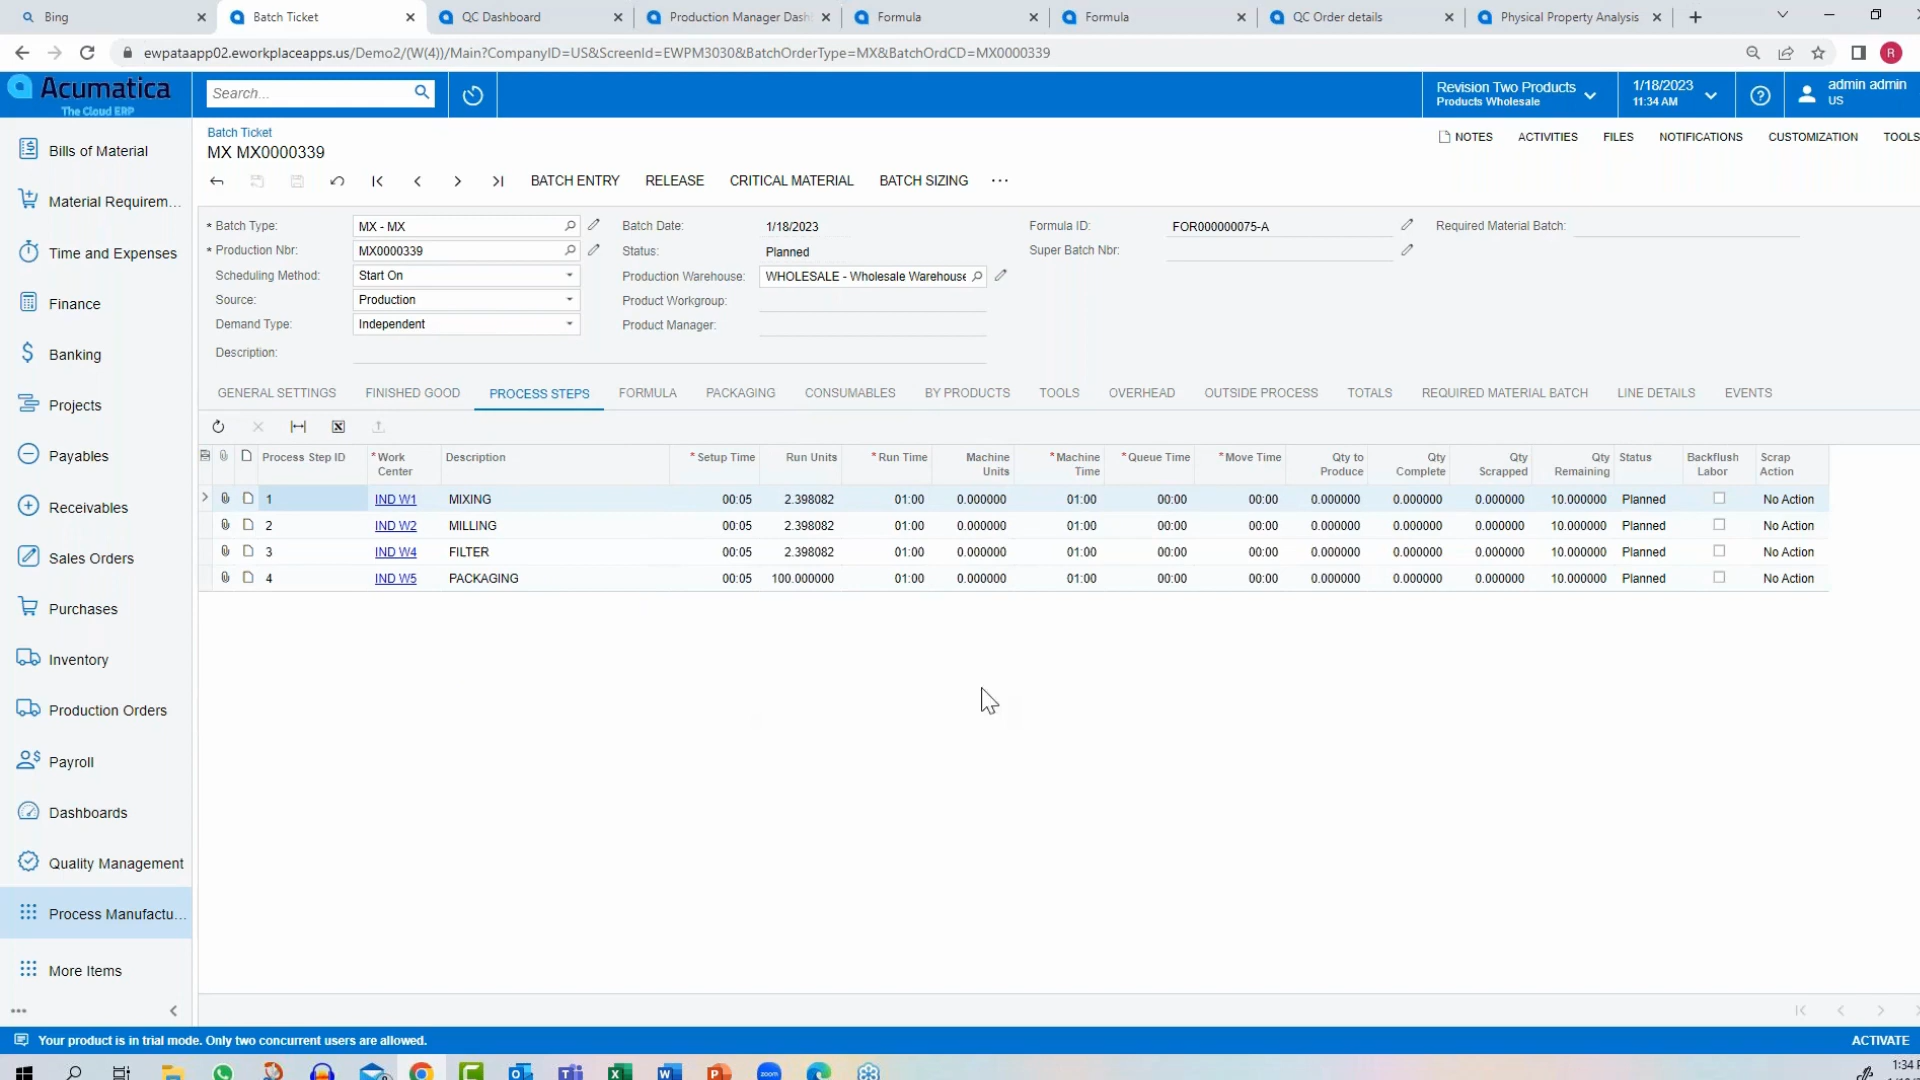 Bing
Batch Ticket
QC Dashboard
Production Manager Dash
Formula
Formula
QC Order details
Physical Property Analysis
ewpataapp02.eworkplaceapps.us/Demo2/(W(4))/Main?CompanyID=US&ScreenId=EWPM3030&BatchOrderType=MX&BatchOrdCD=MX0000339
R
Acumatica
The Cloud ERP
Search...
Revision Two Products
Products Wholesale
1/18/2023
11:34 AM
admin admin
US
Bills of Material
Material Requirem...
Time and Expenses
Finance
Banking
Projects
Payables
Receivables
Sales Orders
Purchases
Inventory
Production Orders
Payroll
Dashboards
Quality Management
Process Manufactu...
More Items
Batch Ticket
MX MX0000339
NOTES ACTIVITIES FILES NOTIFICATIONS CUSTOMIZATION TOOLS
BATCH ENTRY RELEASE CRITICAL MATERIAL BATCH SIZING ...
* Batch Type: MX - MX
* Production Nbr: MX0000339
Scheduling Method: Start On
Source: Production
Demand Type: Independent
Description:
Batch Date: 1/18/2023
Status: Planned
Production Warehouse: WHOLESALE - Wholesale Warehouse
Product Workgroup:
Product Manager:
Formula ID: FOR000000075-A
Super Batch Nbr:
Required Material Batch:
GENERAL SETTINGS FINISHED GOOD PROCESS STEPS FORMULA PACKAGING CONSUMABLES BY PRODUCTS TOOLS OVERHEAD OUTSIDE PROCESS TOTALS REQUIRED MATERIAL BATCH LINE DETAILS EVENTS
Process Step ID * Work Center Description * Setup Time Run Units * Run Time Machine Units * Machine Time * Queue Time * Move Time Qty to Produce Qty Complete Qty Scrapped Qty Remaining Status Backflush Labor Scrap Action
1 IND W1 MIXING 00:05 2.398082 01:00 0.000000 01:00 00:00 00:00 0.000000 0.000000 0.000000 10.000000 Planned No Action
2 IND W2 MILLING 00:05 2.398082 01:00 0.000000 01:00 00:00 00:00 0.000000 0.000000 0.000000 10.000000 Planned No Action
3 IND W4 FILTER 00:05 2.398082 01:00 0.000000 01:00 00:00 00:00 0.000000 0.000000 0.000000 10.000000 Planned No Action
4 IND W5 PACKAGING 00:05 100.000000 01:00 0.000000 01:00 00:00 00:00 0.000000 0.000000 0.000000 10.000000 Planned No Action
Your product is in trial mode. Only two concurrent users are allowed.
ACTIVATE
1:34